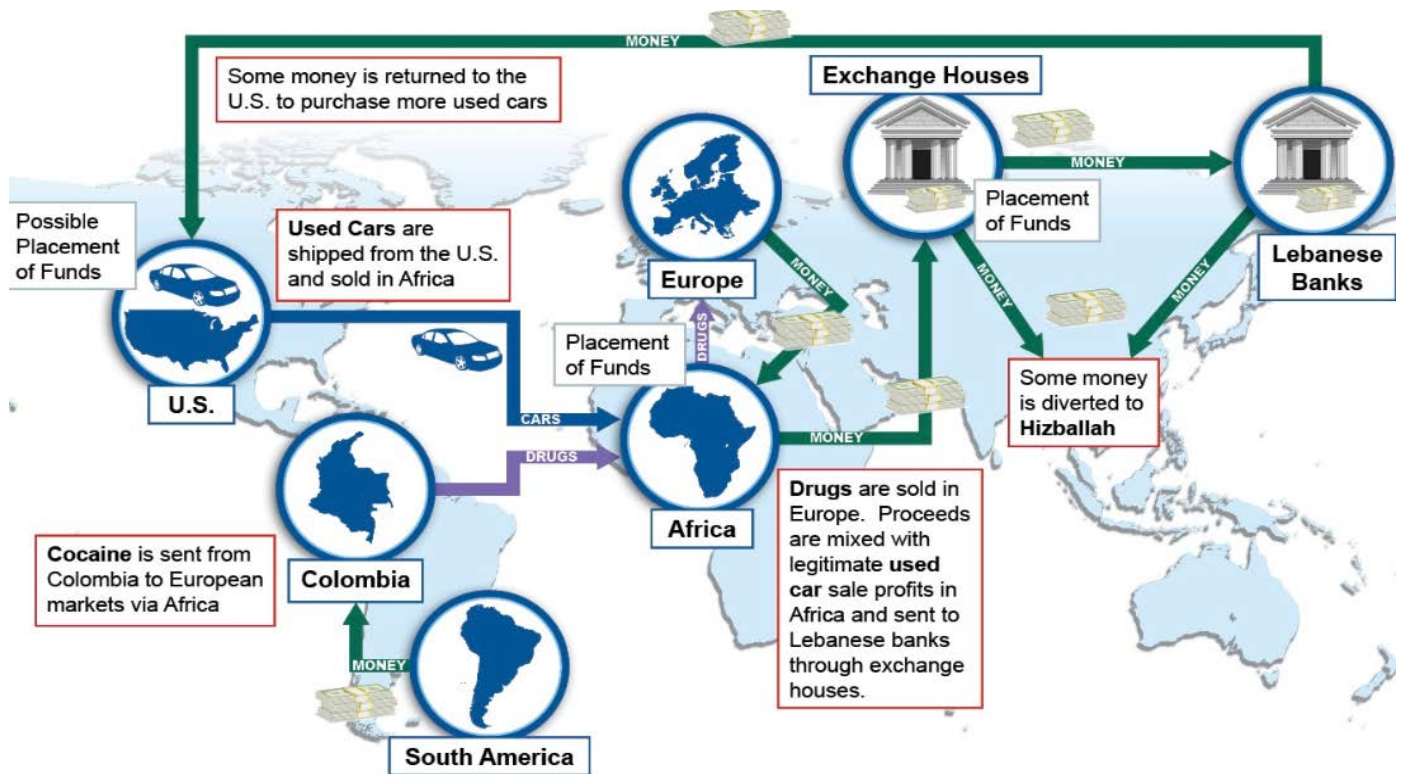 MONEY
Some money is returned to the
U.S. to purchase more used cars
Exchange Houses
MONEY
Placement
of Funds
Lebanese
Banks
Possible
Placement
of Funds
Used Cars are
shipped from the U.S.
and sold in Africa
U.S.
Europe
MONEY
MONEY
MONEY
DRUGS
Placement
of Funds
Some money
is diverted to
Hizballah
CARS
MONEY
DRUGS
Africa
Drugs are sold in
Europe. Proceeds
are mixed with
legitimate used
car sale profits in
Africa and sent to
Lebanese banks
through exchange
houses.
Cocaine is sent from
Colombia to European
markets via Africa
Colombia
MONEY
South America